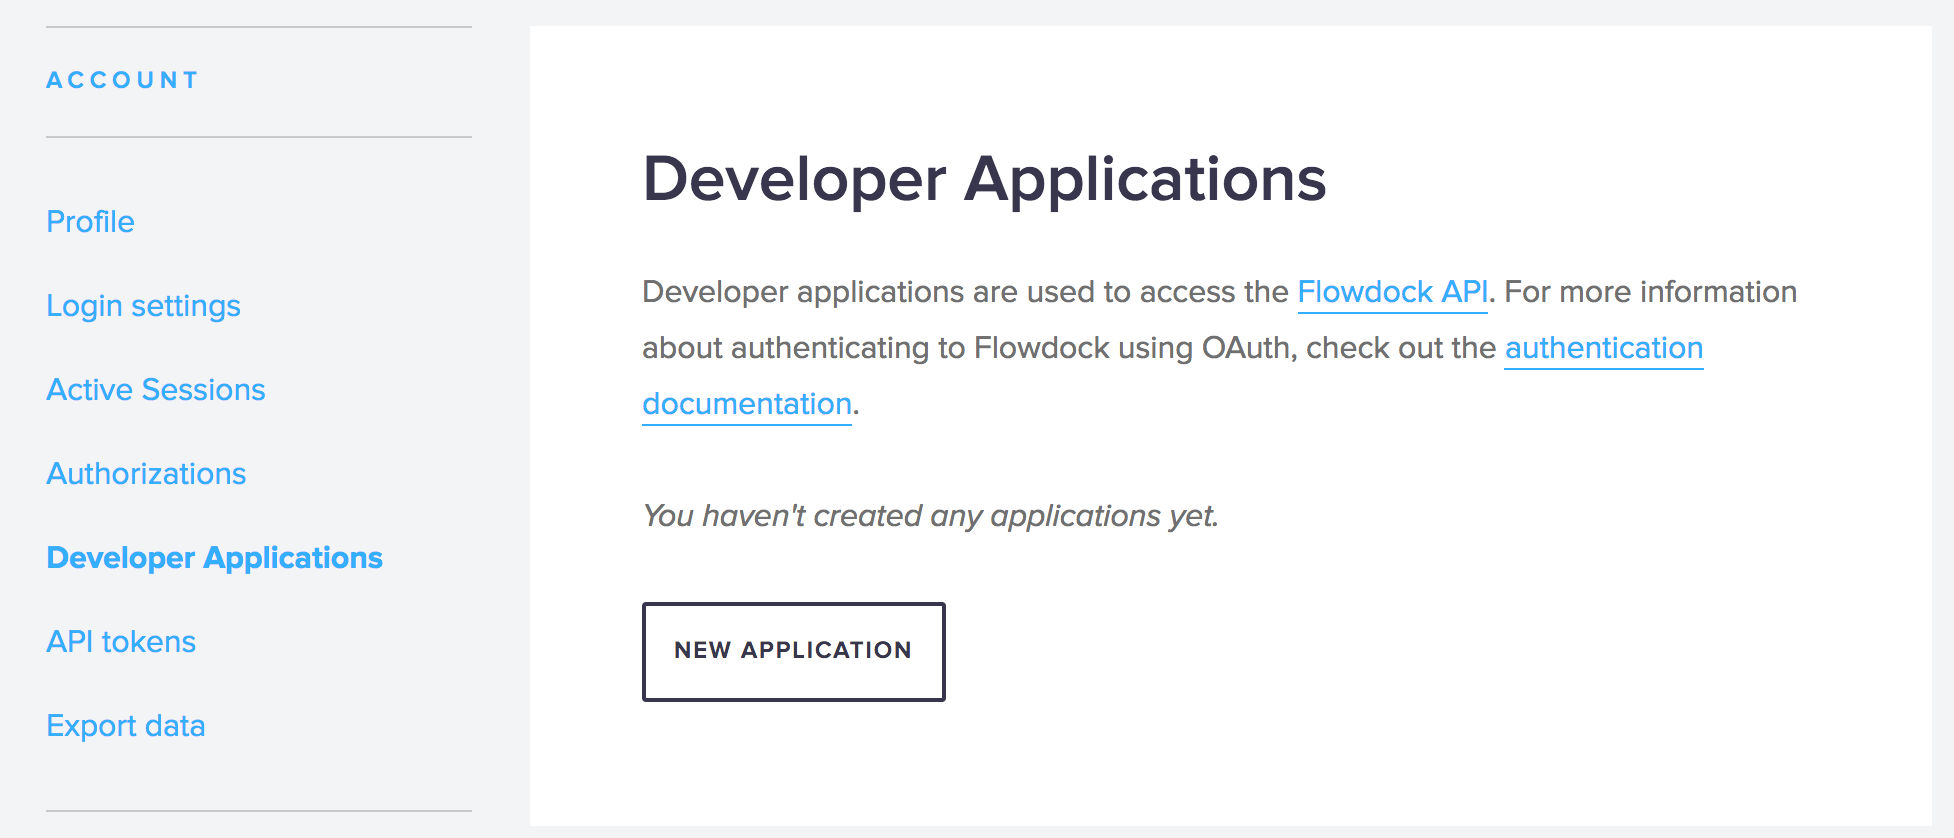 ACCOUNT
Profile
Login settings
Active Sessions
Authorizations
Developer Applications
API tokens
Export data
Developer Applications
Developer applications are used to access the Flowdock API. For more information
about authenticating to Flowdock using OAuth, check out the authentication
documentation.
You haven't created any applications yet.
NEW APPLICATION